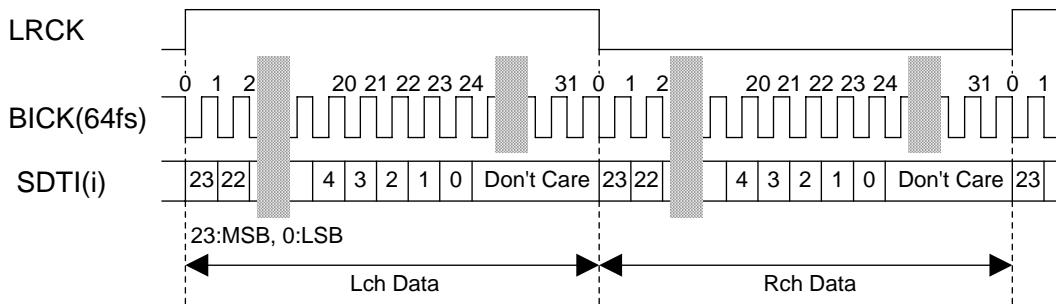 LRCK
0 1 2 20 21 22 23 24 31 0 1 2 20 21 22 23 24 31 0 1
BICK(64fs)
SDTI(i) 23 22 4 3 2 1 0 Don't Care 23 22 4 3 2 1 0 Don't Care 23
23:MSB, 0:LSB
Lch Data Rch Data